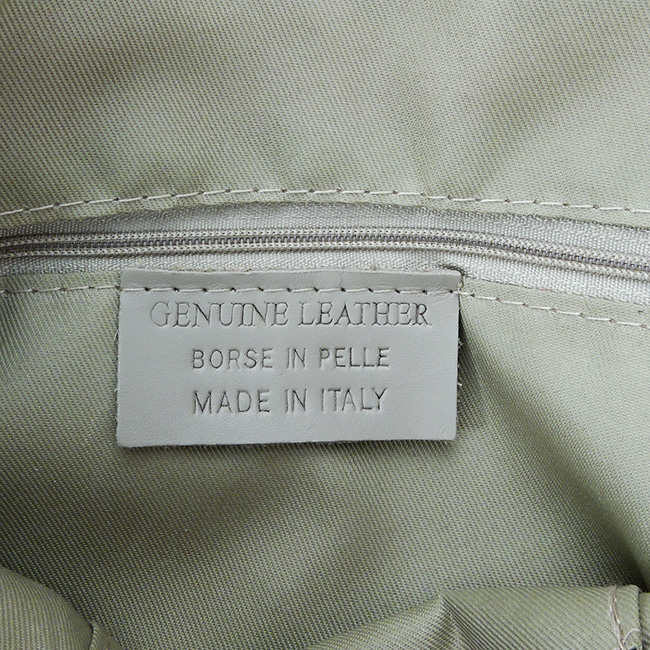 GENUINE LEATHER
BORSE IN PELLE
MADE IN ITALY